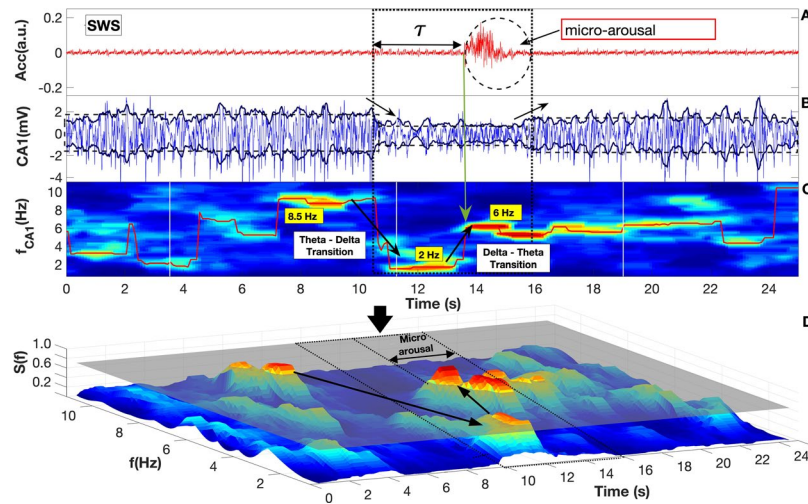 A
SWS
τ
micro-arousal
Acc(a.u.)
0.2
0
-0.2
B
CA1(mV)
2
0
-2
-4
C
f_CA1(Hz)
10
8
6
4
2
8.5 Hz
6 Hz
Theta - Delta
Transition
2 Hz
Delta - Theta
Transition
0 2 4 6 8 10 12 14 16 18 20 22 24
Time (s)
D
S(f)
1.0
0.6
0.2
Micro
arousal
10
8
6
4
2
f(Hz)
0 2 4 6 8 10 12 14 16 18 20 22 24
Time (s)